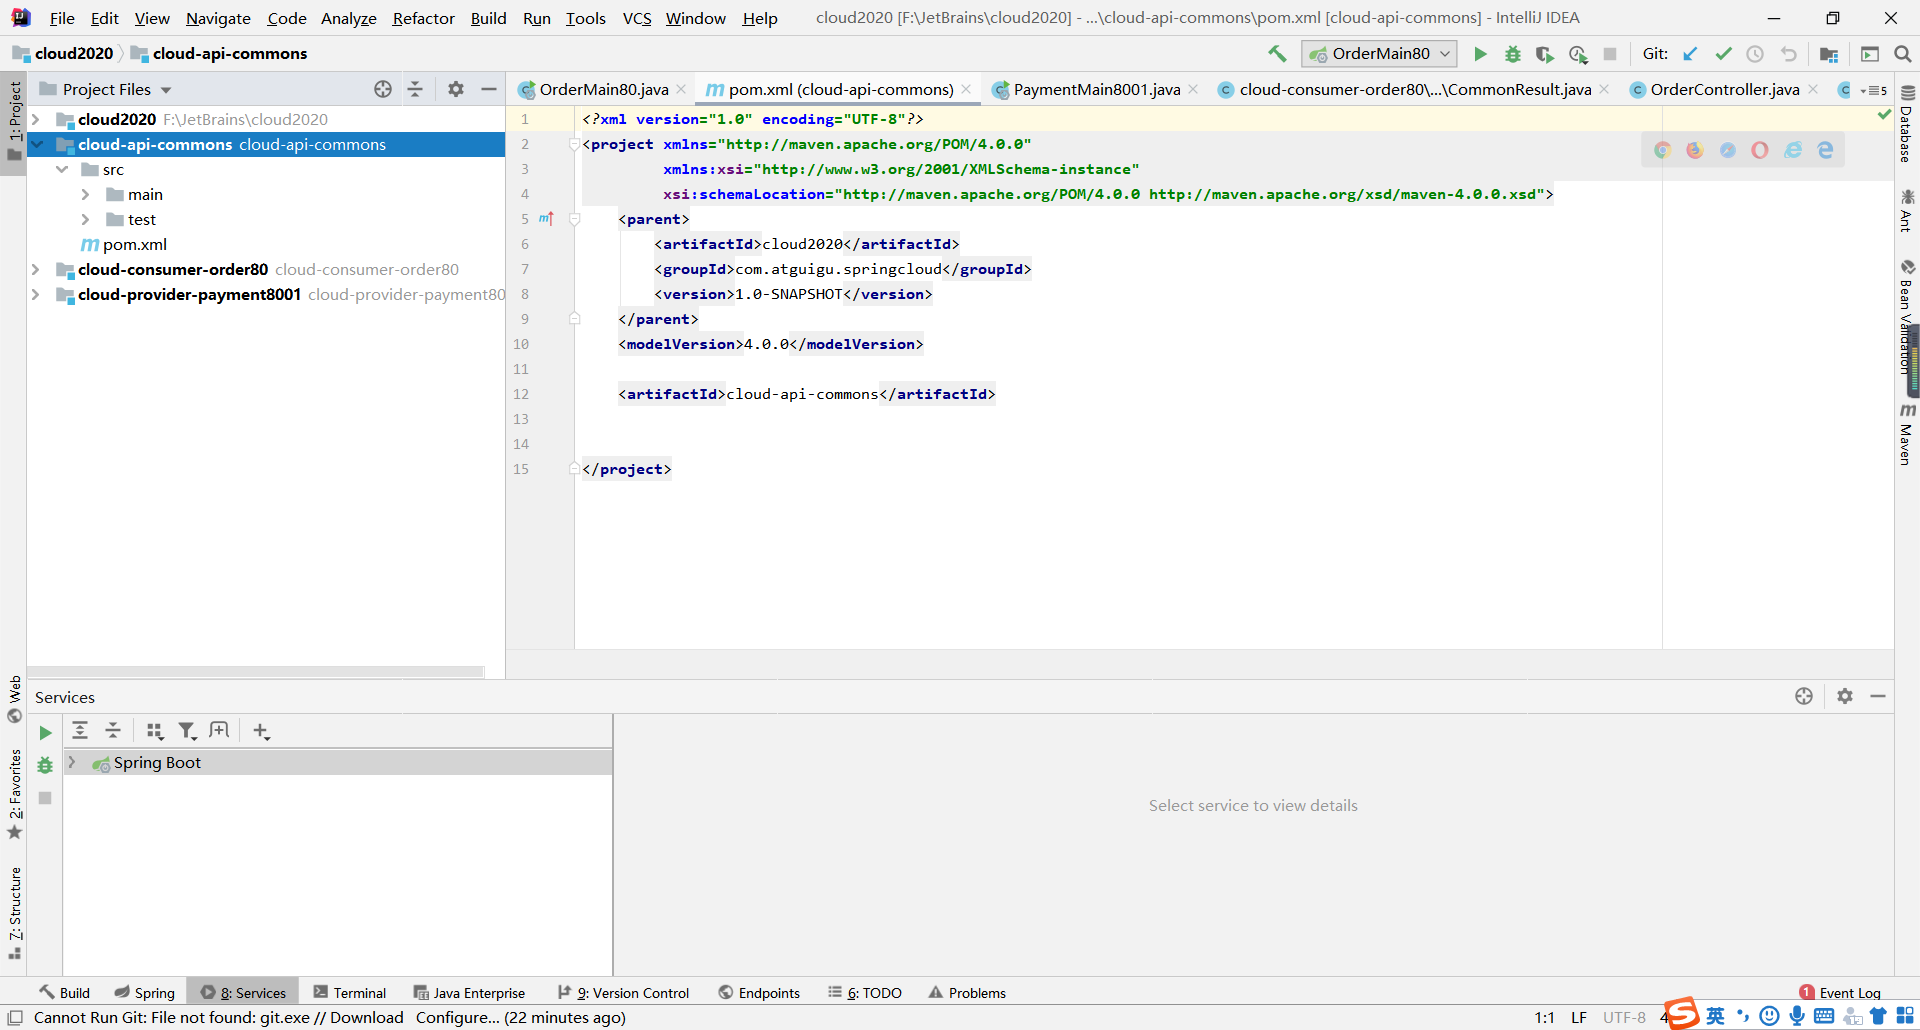 File Edit View Navigate Code Analyze Refactor Build Run Tools VCS Window Help cloud2020 [F:\JetBrains\cloud2020] - ...\cloud-api-commons\pom.xml [cloud-api-commons] - IntelliJ IDEA
cloud2020 cloud-api-commons OrderMain80 Git:
Project Files
OrderMain80.java pom.xml (cloud-api-commons) PaymentMain8001.java cloud-consumer-order80\...\CommonResult.java OrderController.java 5
1: Project
cloud2020 F:\JetBrains\cloud2020
cloud-api-commons cloud-api-commons
src
main
test
pom.xml
cloud-consumer-order80 cloud-consumer-order80
cloud-provider-payment8001 cloud-provider-payment80
1 <?xml version="1.0" encoding="UTF-8"?>
2 <project xmlns="http://maven.apache.org/POM/4.0.0"
3 xmlns:xsi="http://www.w3.org/2001/XMLSchema-instance"
4 xsi:schemaLocation="http://maven.apache.org/POM/4.0.0 http://maven.apache.org/xsd/maven-4.0.0.xsd">
5 <parent>
6 <artifactId>cloud2020</artifactId>
7 <groupId>com.atguigu.springcloud</groupId>
8 <version>1.0-SNAPSHOT</version>
9 </parent>
10 <modelVersion>4.0.0</modelVersion>
11
12 <artifactId>cloud-api-commons</artifactId>
13
14
15 </project>
Database
Ant
Bean Validation
Maven
Web
2: Favorites
7: Structure
Services
Spring Boot
Select service to view details
Build Spring 8: Services Terminal Java Enterprise 9: Version Control Endpoints 6: TODO Problems 1 Event Log
Cannot Run Git: File not found: git.exe // Download Configure... (22 minutes ago) 1:1 LF UTF-8 4 英